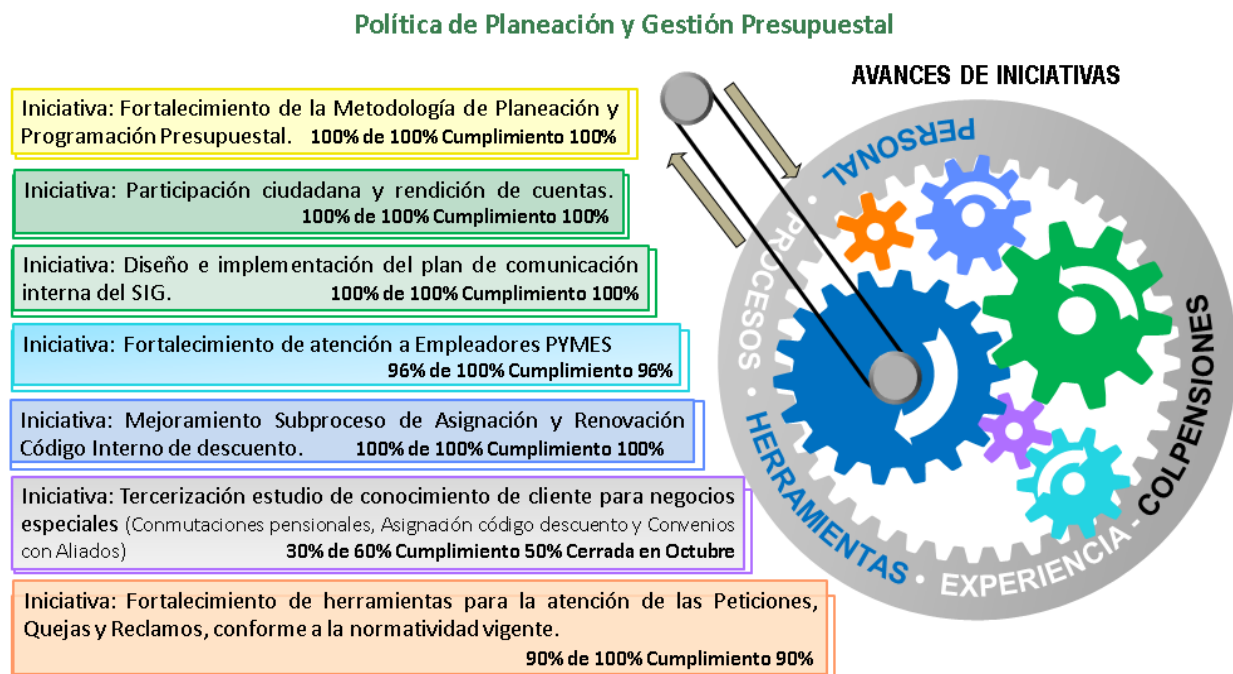 Política de Planeación y Gestión Presupuestal
AVANCES DE INICIATIVAS
Iniciativa: Fortalecimiento de la Metodología de Planeación y
Programación Presupuestal. 100% de 100% Cumplimiento 100%
Iniciativa: Participación ciudadana y rendición de cuentas.
100% de 100% Cumplimiento 100%
Iniciativa: Diseño e implementación del plan de comunicación
interna del SIG. 100% de 100% Cumplimiento 100%
Iniciativa: Fortalecimiento de atención a Empleadores PYMES
96% de 100% Cumplimiento 96%
Iniciativa: Mejoramiento Subproceso de Asignación y Renovación
Código Interno de descuento. 100% de 100% Cumplimiento 100%
Iniciativa: Tercerización estudio de conocimiento de cliente para negocios
especiales (Conmutaciones pensionales, Asignación código descuento y Convenios
con Aliados) 30% de 60% Cumplimiento 50% Cerrada en Octubre
Iniciativa: Fortalecimiento de herramientas para la atención de las Peticiones,
Quejas y Reclamos, conforme a la normatividad vigente.
90% de 100% Cumplimiento 90%
PERSONAL • PROCESOS • HERRAMIENTAS • EXPERIENCIA - COLPENSIONES